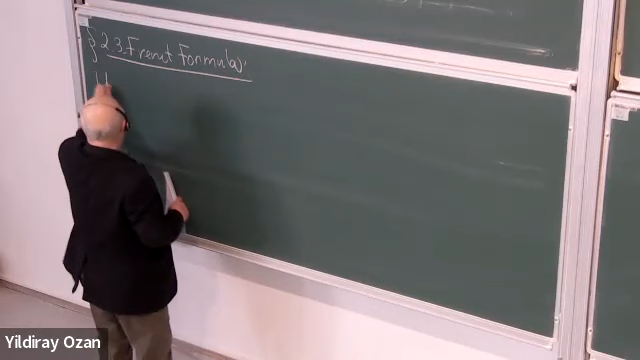 § 2.3. Frenet Formulas:
Yildiray Ozan